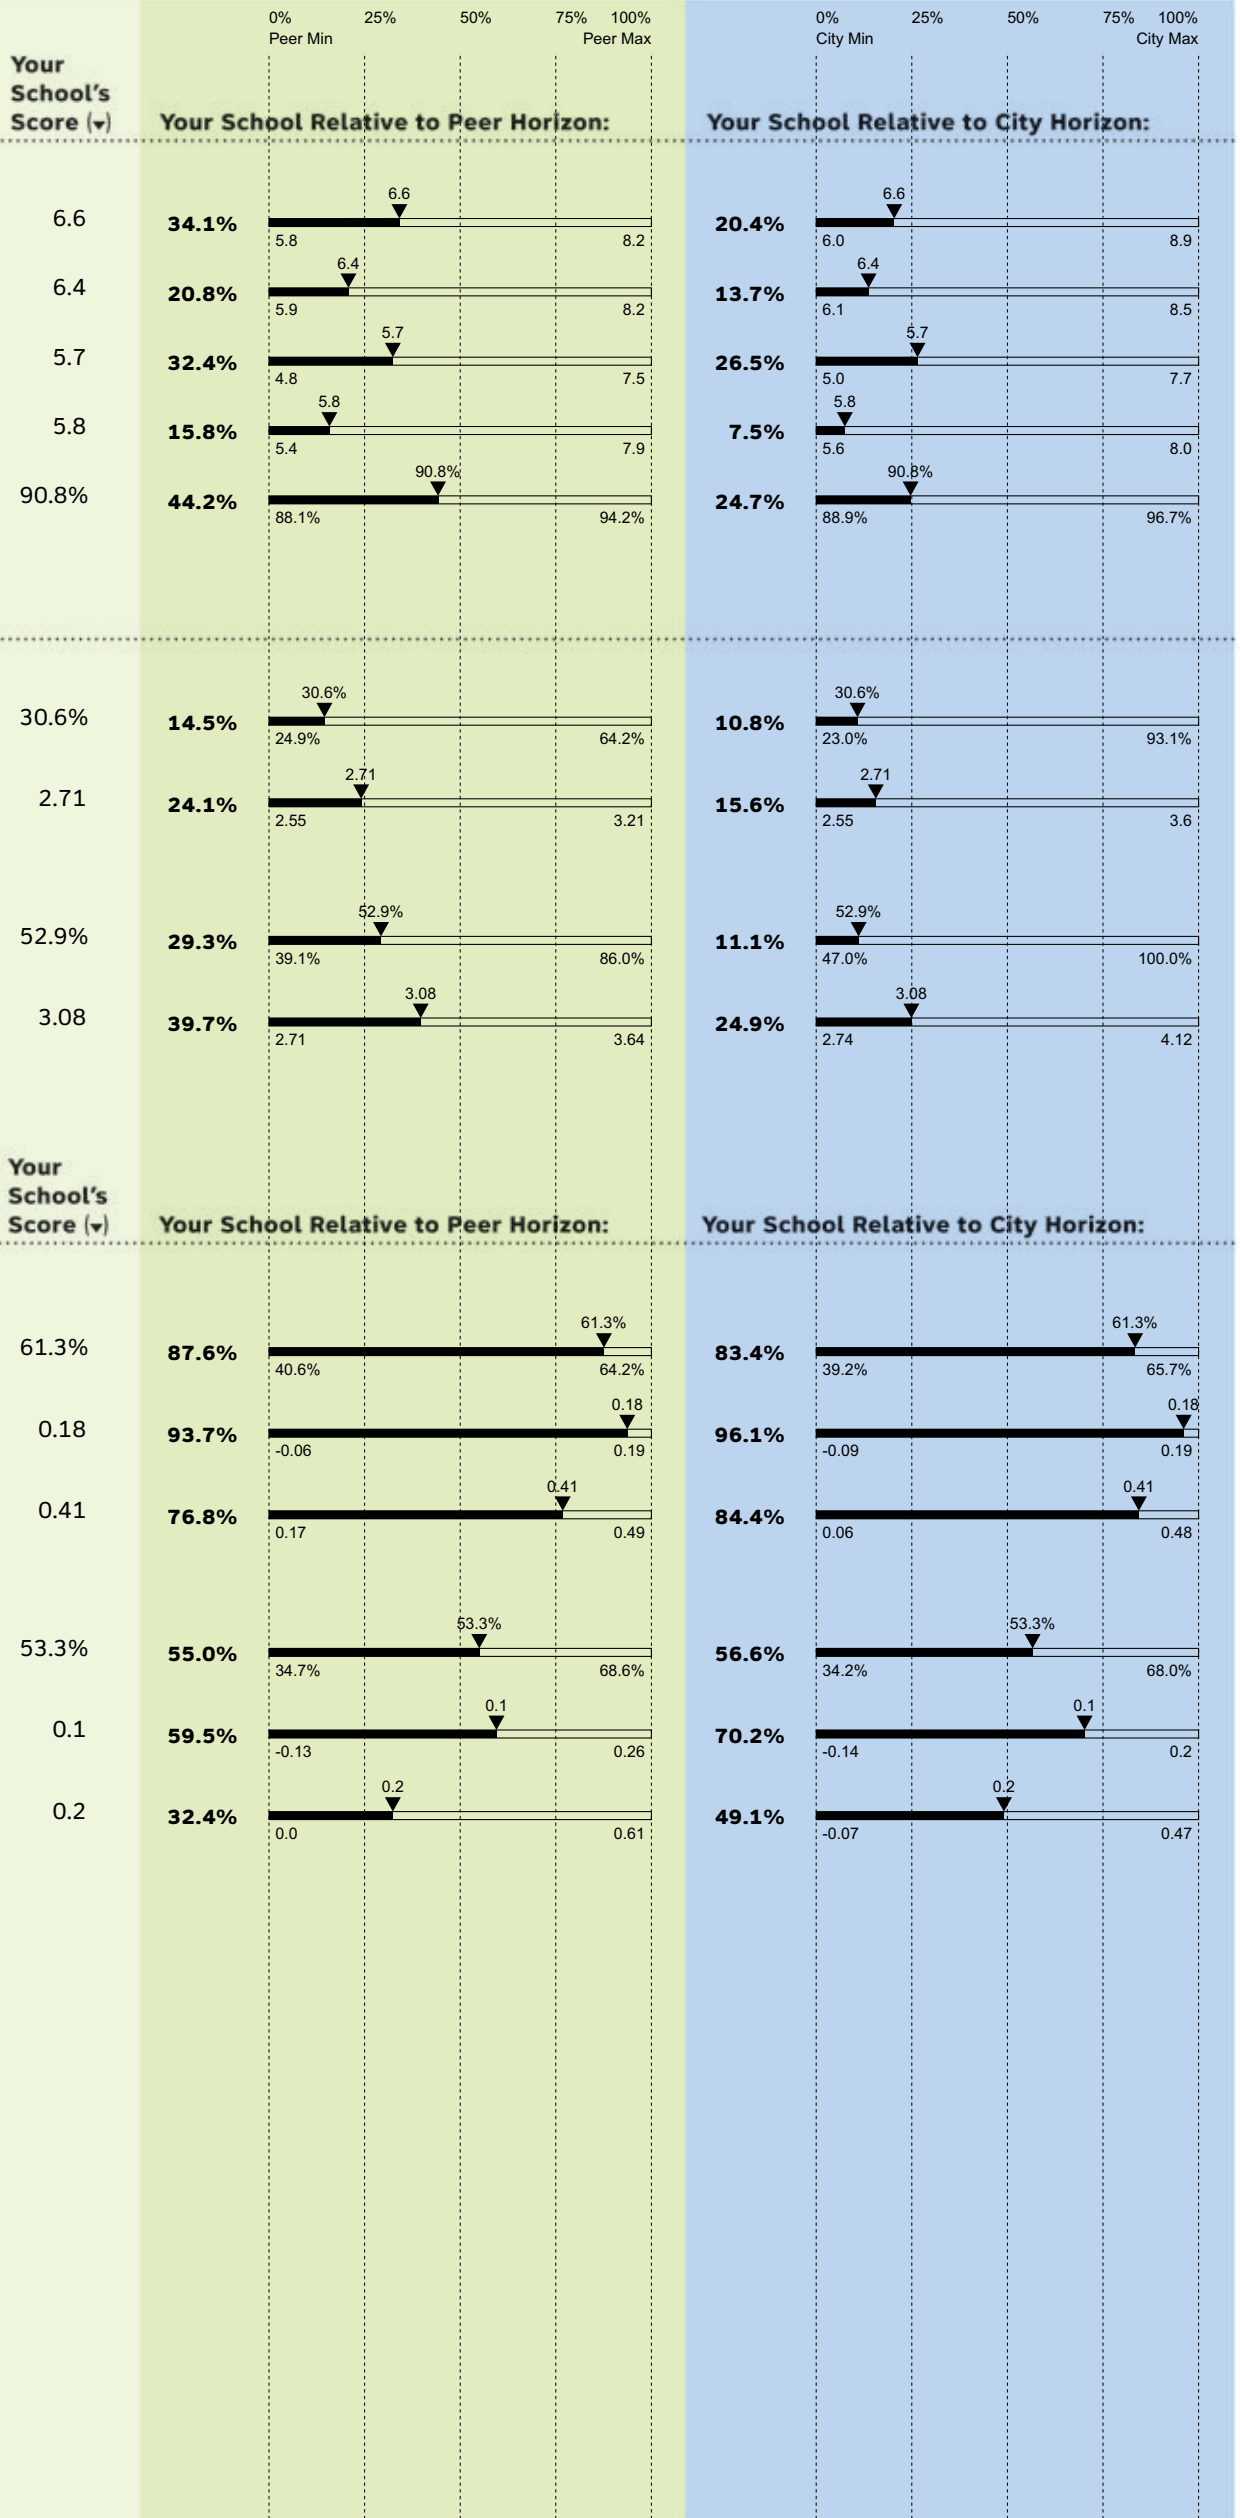 0% 25% 50% 75% 100% 0% 25% 50% 75% 100%
Peer Min Peer Max City Min City Max
Your
School's
Score (▾) Your School Relative to Peer Horizon: Your School Relative to City Horizon:
6.6 6.6
6.6 34.1% 20.4%
5.8 8.2 6.0 8.9
6.4 6.4
6.4 20.8% 13.7%
5.9 8.2 6.1 8.5
5.7 5.7
5.7 32.4% 26.5%
4.8 7.5 5.0 7.7
5.8 5.8
5.8 15.8% 7.5%
5.4 7.9 5.6 8.0
90.8% 90.8%
90.8% 44.2% 24.7%
88.1% 94.2% 88.9% 96.7%
30.6% 30.6%
30.6% 14.5% 10.8%
24.9% 64.2% 23.0% 93.1%
2.71 2.71
2.71 24.1% 15.6%
2.55 3.21 2.55 3.6
52.9% 52.9%
52.9% 29.3% 11.1%
39.1% 86.0% 47.0% 100.0%
3.08 3.08
3.08 39.7% 24.9%
2.71 3.64 2.74 4.12
Your
School's
Score (▾) Your School Relative to Peer Horizon: Your School Relative to City Horizon:
61.3% 61.3%
61.3% 87.6% 83.4%
40.6% 64.2% 39.2% 65.7%
0.18 0.18
0.18 93.7% 96.1%
-0.06 0.19 -0.09 0.19
0.41 0.41
0.41 76.8% 84.4%
0.17 0.49 0.06 0.48
53.3% 53.3%
53.3% 55.0% 56.6%
34.7% 68.6% 34.2% 68.0%
0.1 0.1
0.1 59.5% 70.2%
-0.13 0.26 -0.14 0.2
0.2 0.2
0.2 32.4% 49.1%
0.0 0.61 -0.07 0.47